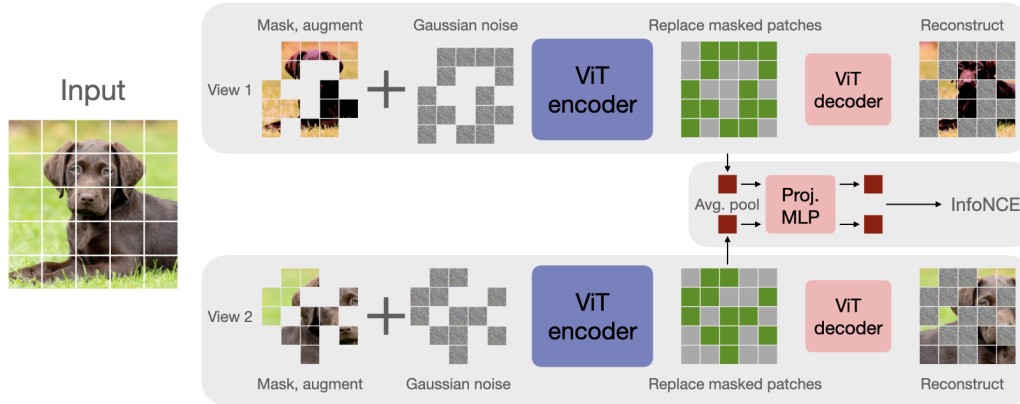 Mask, augment
Gaussian noise
Replace masked patches
Reconstruct
View 1
ViT
encoder
ViT
decoder
Input
Avg. pool
Proj.
MLP
InfoNCE
View 2
ViT
encoder
ViT
decoder
Mask, augment
Gaussian noise
Replace masked patches
Reconstruct